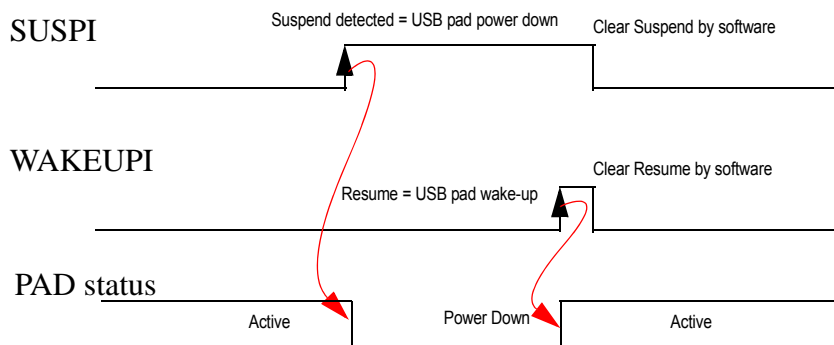 SUSPI
Suspend detected = USB pad power down
Clear Suspend by software
WAKEUPI
Resume = USB pad wake-up
Clear Resume by software
PAD status
Active
Power Down
Active